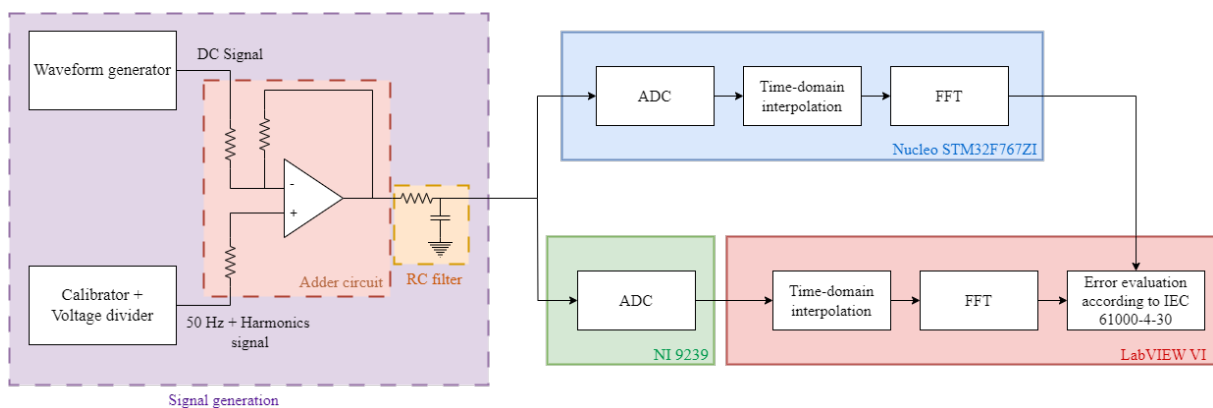 Waveform generator
DC Signal
-
+
Adder circuit
RC filter
Calibrator +
Voltage divider
50 Hz + Harmonics
signal
Signal generation
ADC
Time-domain
interpolation
FFT
Nucleo STM32F767ZI
ADC
NI 9239
Time-domain
interpolation
FFT
Error evaluation
according to IEC
61000-4-30
LabVIEW VI